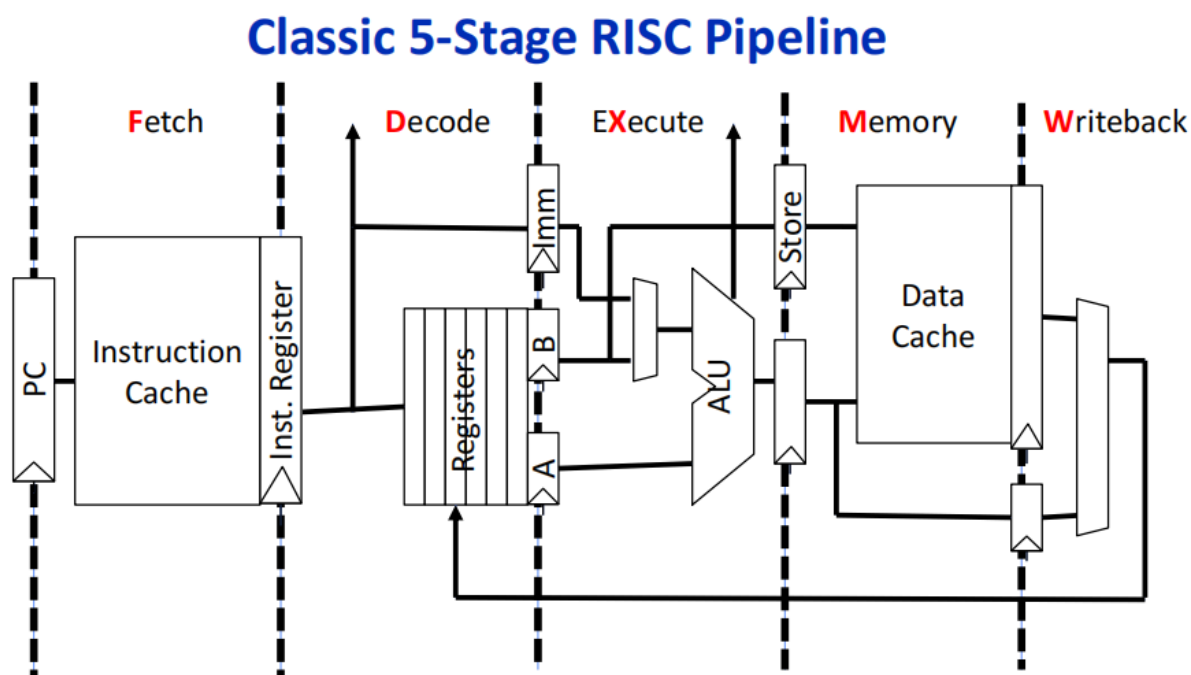 Classic 5-Stage RISC Pipeline
Fetch
Decode
EXecute
Memory
Writeback
PC
Instruction
Cache
Inst. Register
Registers
Imm
B
A
ALU
Store
Data
Cache